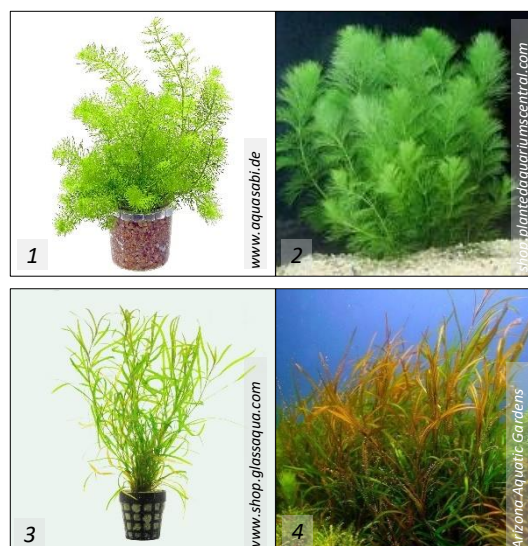 www.aquasabi.de
1
shop.plantedaquariumscentral.com
2
www.shop.glassaqua.com
3
Arizona Aquatic Gardens
4